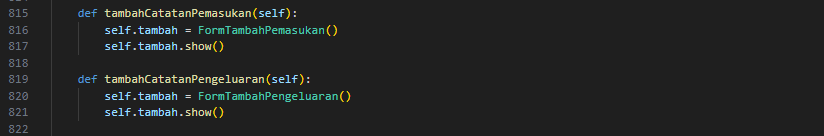 815 def tambahCatatanPemasukan(self):
816 self.tambah = FormTambahPemasukan()
817 self.tambah.show()
818
819 def tambahCatatanPengeluaran(self):
820 self.tambah = FormTambahPengeluaran()
821 self.tambah.show()
822